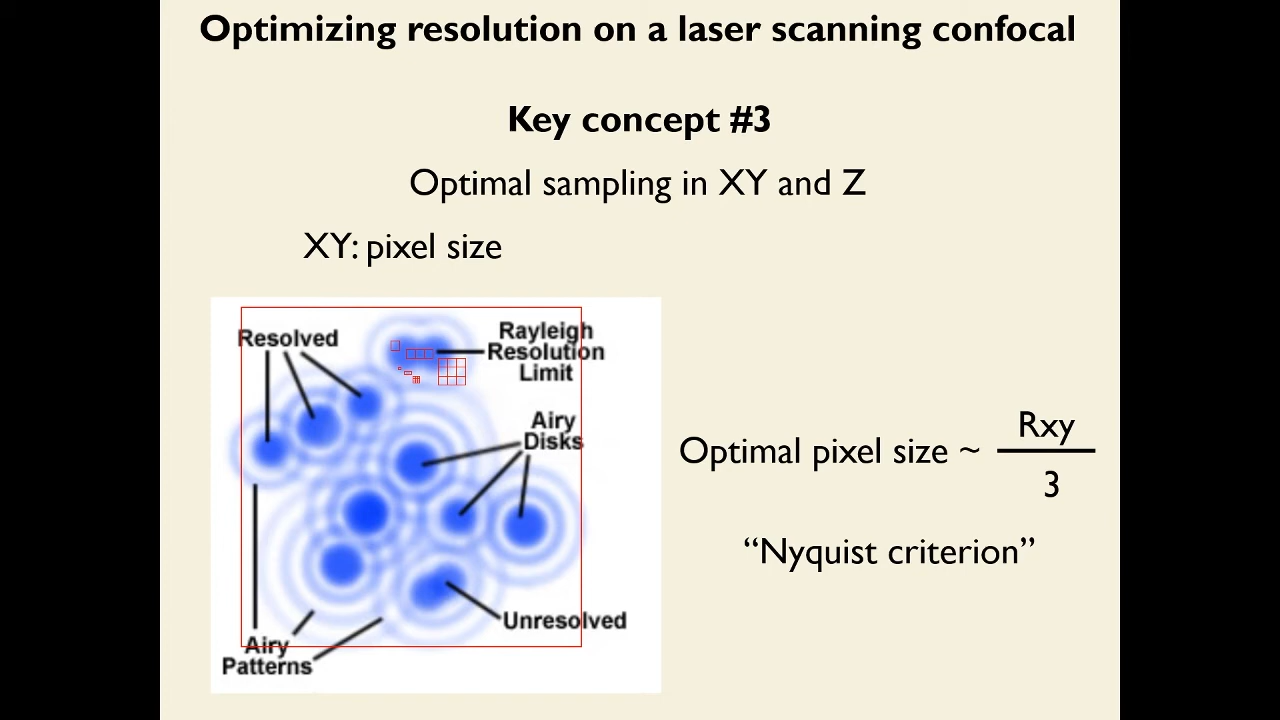 Optimizing resolution on a laser scanning confocal
Key concept #3
Optimal sampling in XY and Z
XY: pixel size
Resolved
Rayleigh
Resolution
Limit
Airy
Disks
Unresolved
Airy
Patterns
Optimal pixel size ~
Rxy
3
“Nyquist criterion”